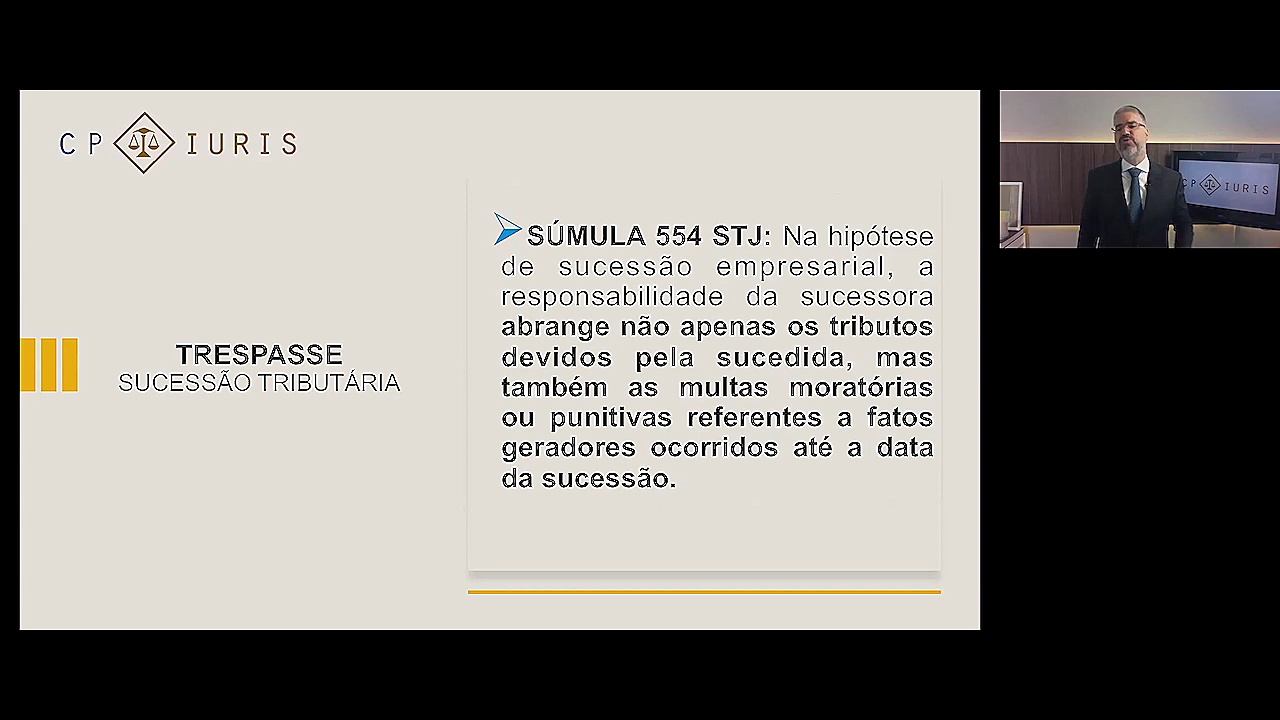 CP IURIS
TRESPASSE
SUCESSÃO TRIBUTÁRIA
SÚMULA 554 STJ: Na hipótese
de sucessão empresarial, a
responsabilidade da sucessora
abrange não apenas os tributos
devidos pela sucedida, mas
também as multas moratórias
ou punitivas referentes a fatos
geradores ocorridos até a data
da sucessão.
CP IURIS